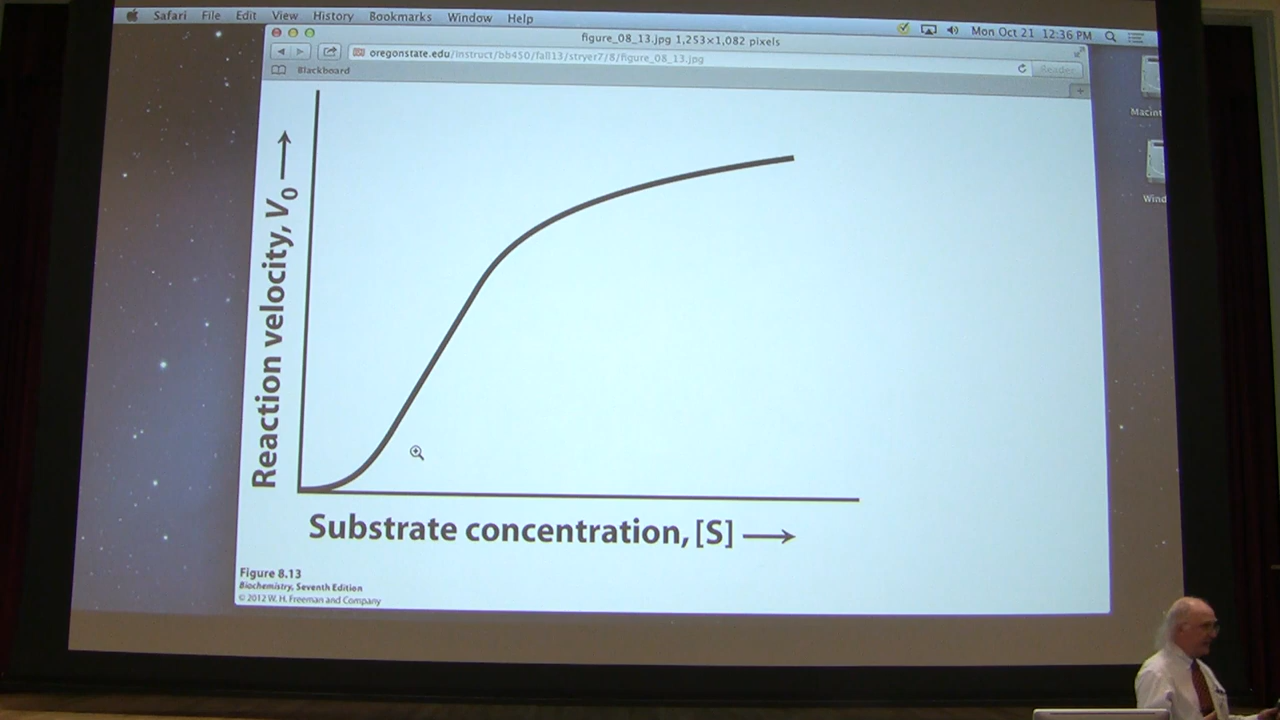 Safari File Edit View History Bookmarks Window Help
Mon Oct 21 12:36 PM
figure_08_13.jpg 1,253×1,082 pixels
oregonstate.edu/instruct/bb450/fall13/stryer7/8/figure_08_13.jpg
Reader
Blackboard
Macint
Wind
Reaction velocity, V0 ⟶
Substrate concentration, [S] ⟶
Figure 8.13
Biochemistry, Seventh Edition
© 2012 W. H. Freeman and Company